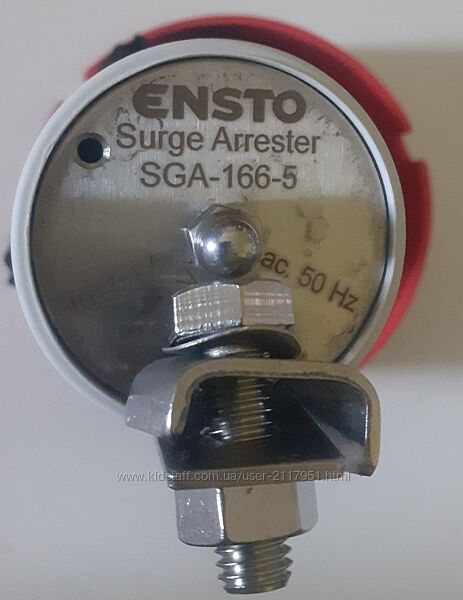 ENSTO
Surge Arrester
SGA-166-5
ac. 50 Hz
www.kidstaff.com.ua/user-2117951.html